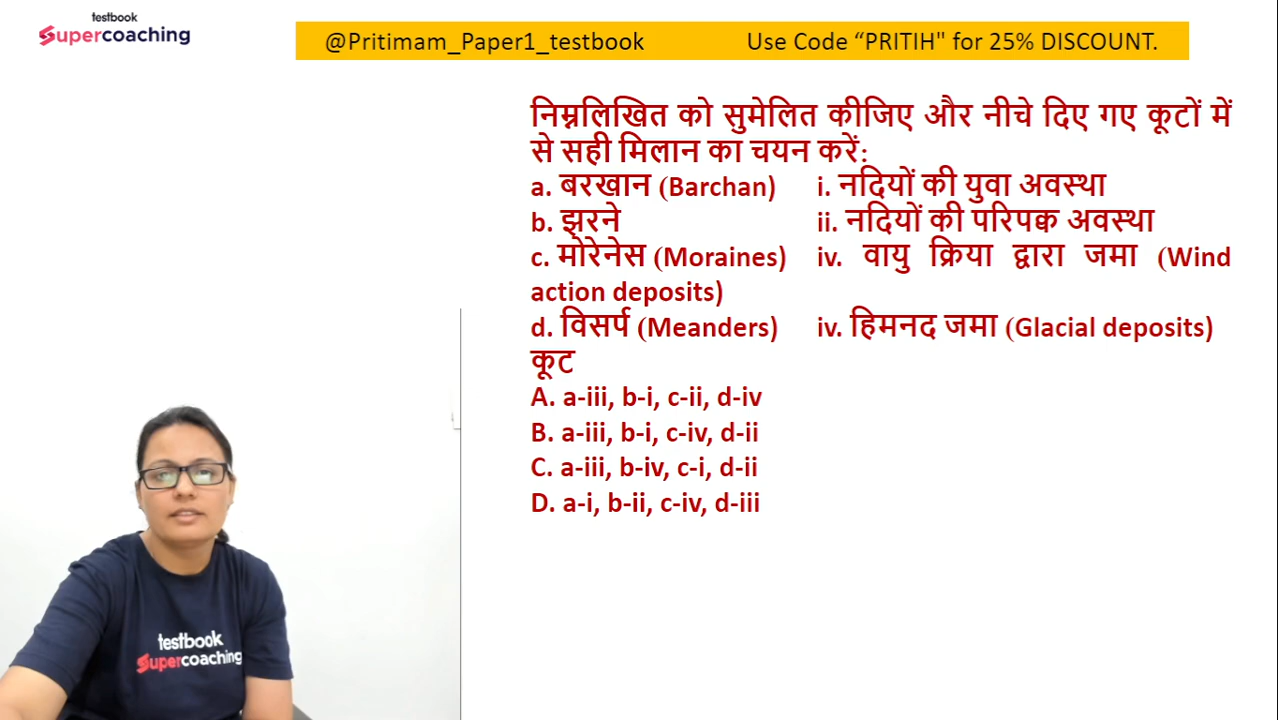 testbook
Supercoaching
@Pritimam_Paper1_testbook Use Code “PRITIH" for 25% DISCOUNT.
निम्नलिखित को सुमेलित कीजिए और नीचे दिए गए कूटों में
से सही मिलान का चयन करें:
a. बरखान (Barchan) i. नदियों की युवा अवस्था
b. झरने ii. नदियों की परिपक्व अवस्था
c. मोरेनेस (Moraines) iv. वायु क्रिया द्वारा जमा (Wind
action deposits)
d. विसर्प (Meanders) iv. हिमनद जमा (Glacial deposits)
कूट
A. a-iii, b-i, c-ii, d-iv
B. a-iii, b-i, c-iv, d-ii
C. a-iii, b-iv, c-i, d-ii
D. a-i, b-ii, c-iv, d-iii
testbook
Supercoaching